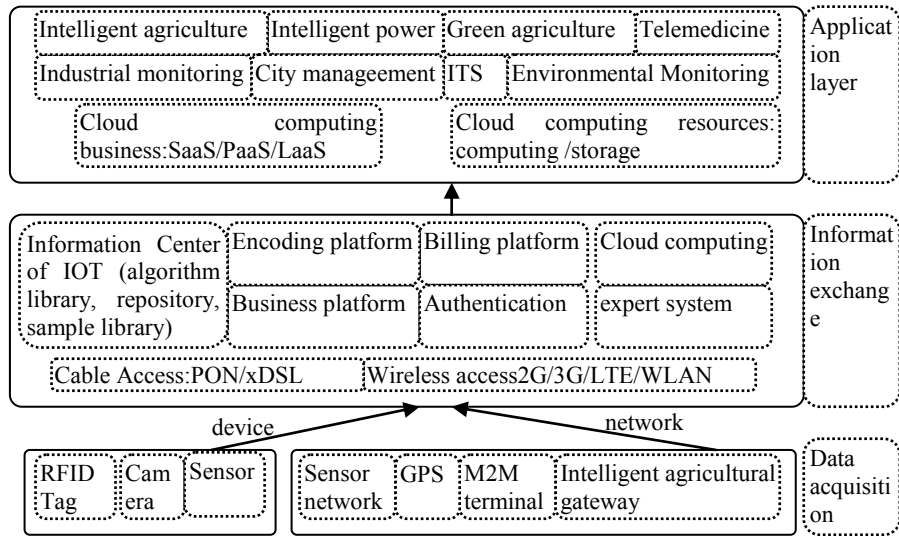 Intelligent agriculture Intelligent power Green agriculture Telemedicine
Industrial monitoring City manageement ITS Environmental Monitoring
Cloud computing
business:SaaS/PaaS/LaaS
Cloud computing resources:
computing /storage
Applicat
ion
layer
Information Center
of IOT (algorithm
library, repository,
sample library)
Encoding platform Billing platform Cloud computing
Business platform Authentication expert system
Cable Access:PON/xDSL Wireless access2G/3G/LTE/WLAN
Informat
ion
exchang
e
device network
RFID
Tag
Cam
era
Sensor
Sensor
network
GPS
M2M
terminal
Intelligent agricultural
gateway
Data
acquisiti
on